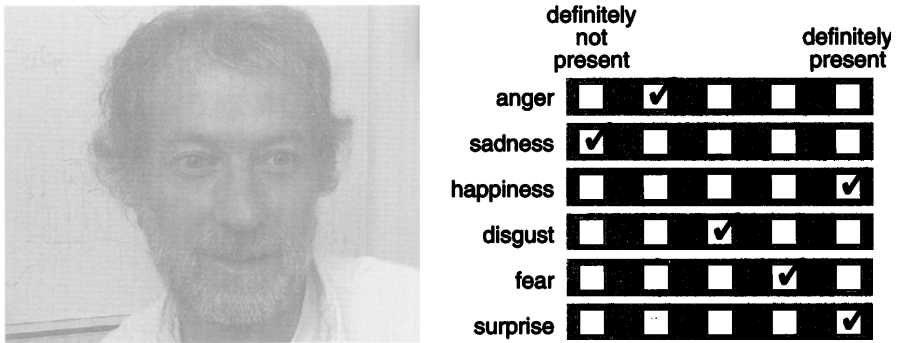 definitely
not
present
definitely
present
anger
sadness
happiness
disgust
fear
surprise